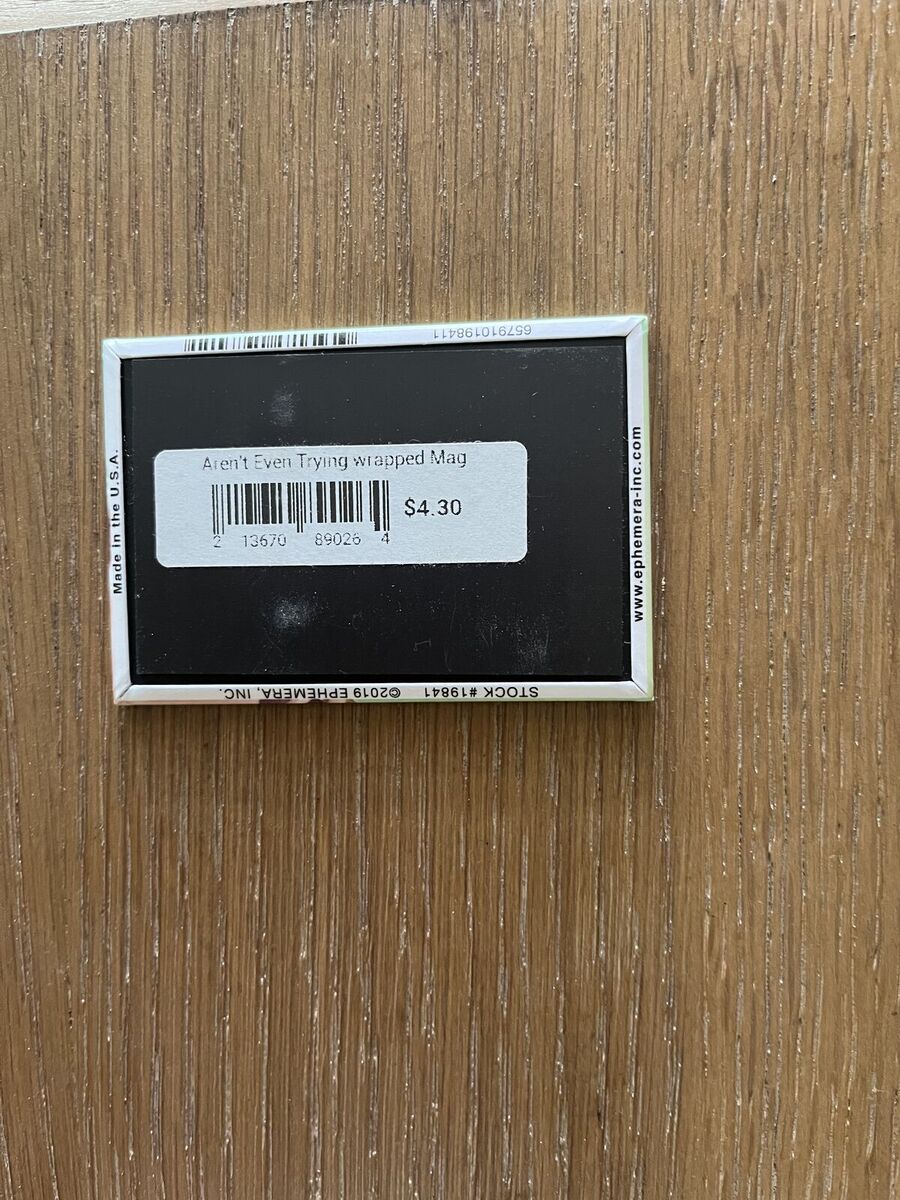 657910198411
Aren't Even Trying wrapped Mag
$4.30
2 13670 89026 4
Made in the U.S.A.
www.ephemera-inc.com
STOCK #19841 ©2019 EPHEMERA, INC.